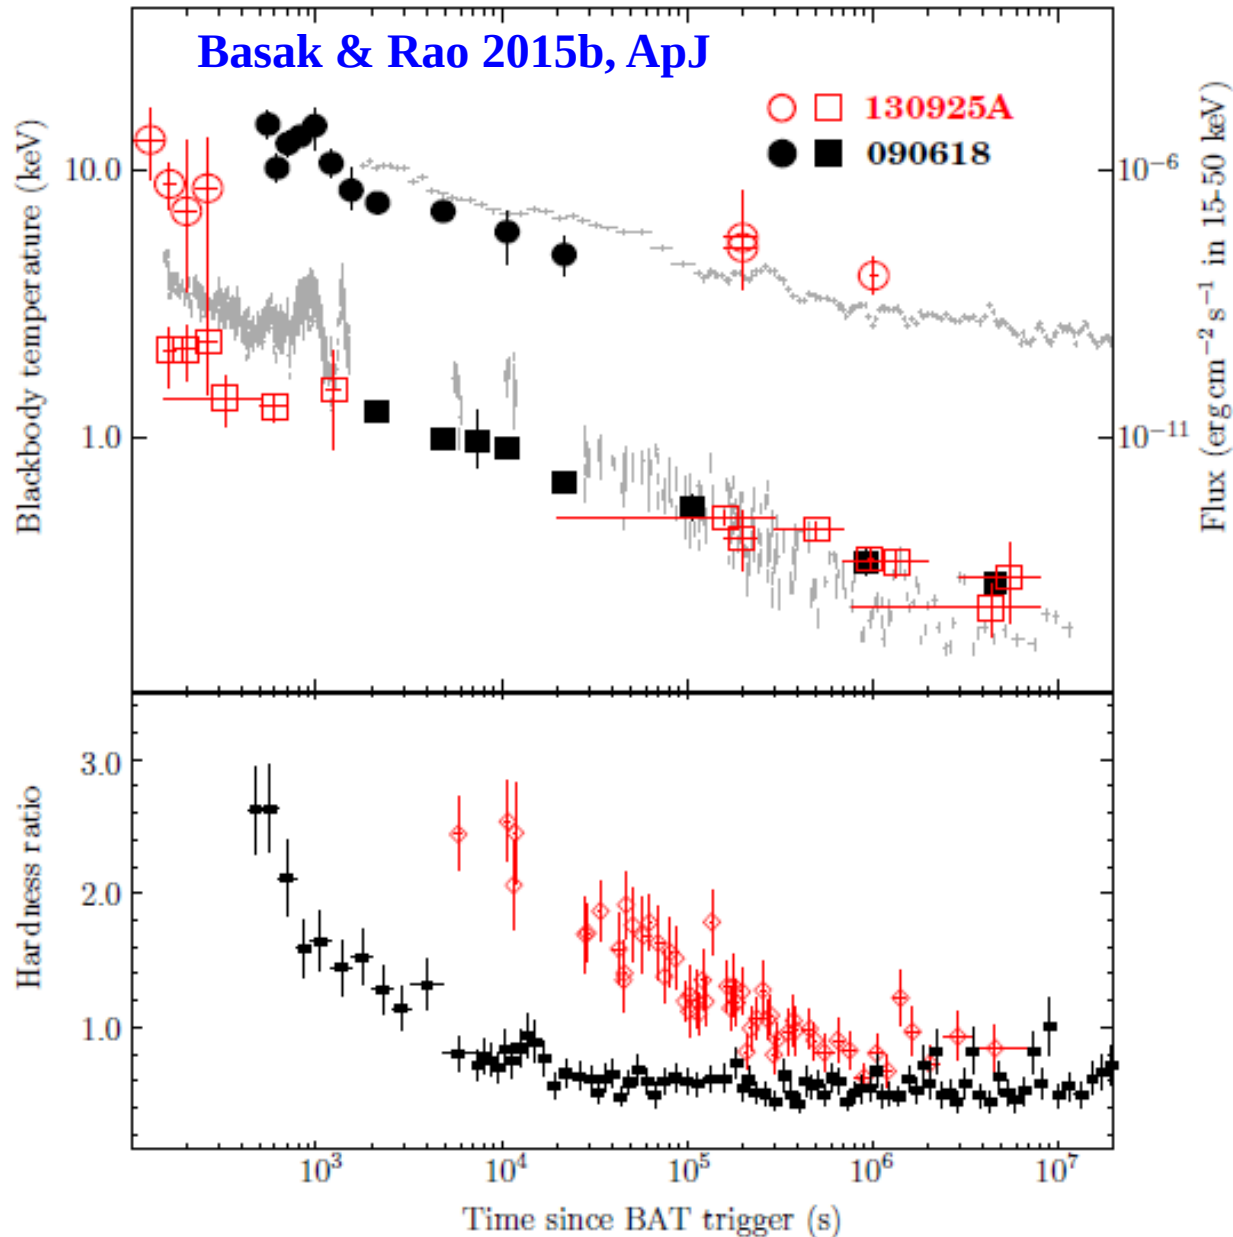 Basak & Rao 2015b, ApJ
130925A
090618
Blackbody temperature (keV)
10.0
1.0
10⁻⁶
10⁻¹¹
Flux (erg cm⁻² s⁻¹ in 15-50 keV)
Hardness ratio
3.0
2.0
1.0
10³ 10⁴ 10⁵ 10⁶ 10⁷
Time since BAT trigger (s)